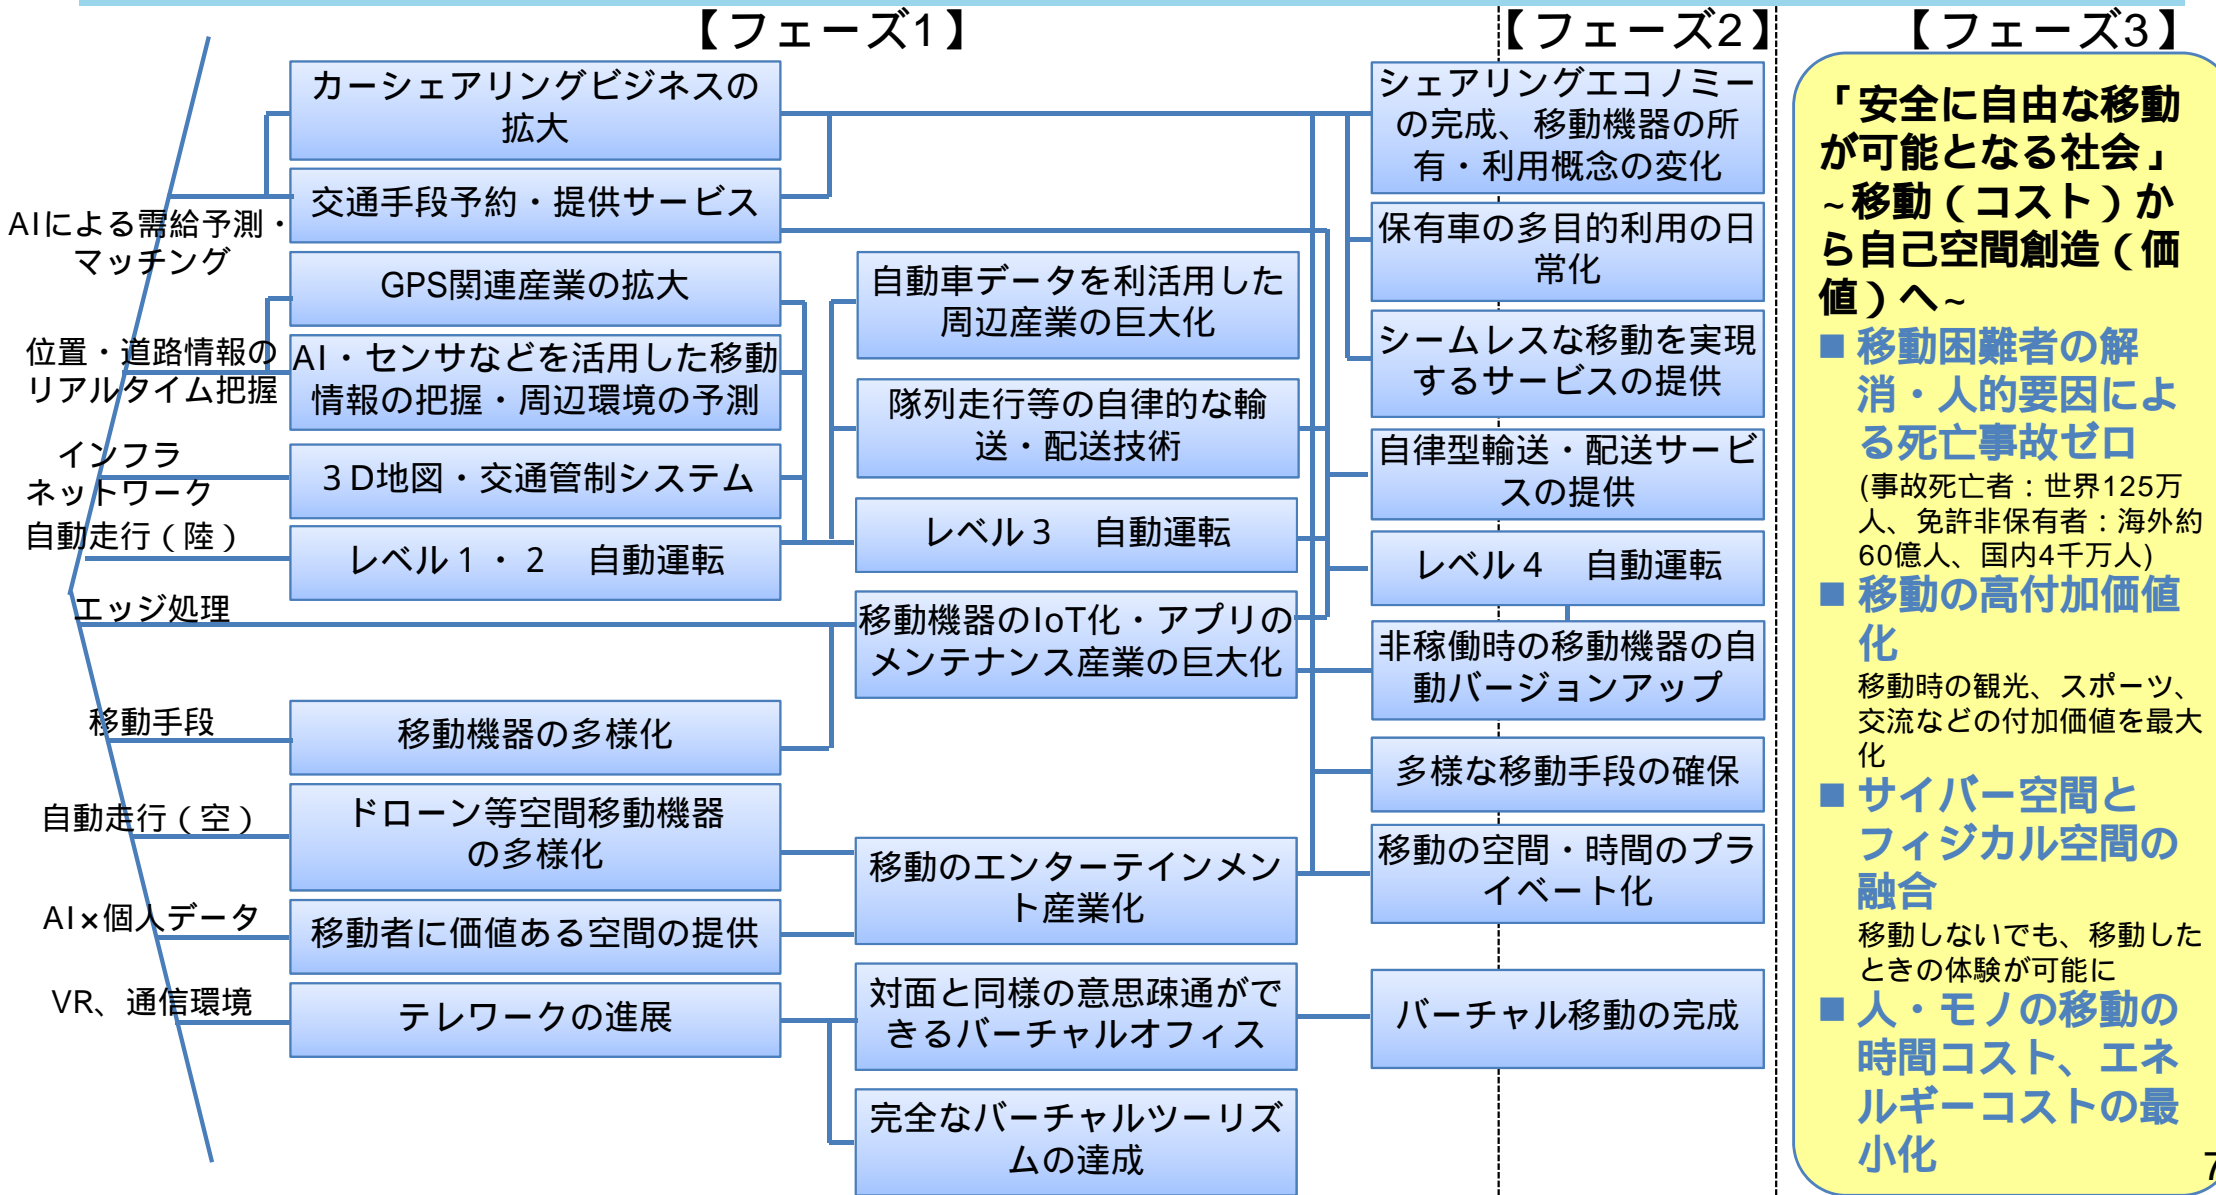 【フェーズ1】
【フェーズ2】
【フェーズ3】
AIによる需給予測・
マッチング
位置・道路情報の
リアルタイム把握
インフラ
ネットワーク
自動走行(陸)
エッジ処理
移動手段
自動走行(空)
AI×個人データ
VR、通信環境
カーシェアリングビジネスの
拡大
交通手段予約・提供サービス
GPS関連産業の拡大
AI・センサなどを活用した移動
情報の把握・周辺環境の予測
3D地図・交通管制システム
レベル1・2 自動運転
移動機器の多様化
ドローン等空間移動機器
の多様化
移動者に価値ある空間の提供
テレワークの進展
自動車データを利活用した
周辺産業の巨大化
隊列走行等の自律的な輸
送・配送技術
レベル3 自動運転
移動機器のIoT化・アプリの
メンテナンス産業の巨大化
移動のエンターテインメン
ト産業化
対面と同様の意思疎通がで
きるバーチャルオフィス
完全なバーチャルツーリズ
ムの達成
シェアリングエコノミー
の完成、移動機器の所
有・利用概念の変化
保有車の多目的利用の日
常化
シームレスな移動を実現
するサービスの提供
自律型輸送・配送サービ
スの提供
レベル4 自動運転
非稼働時の移動機器の自
動バージョンアップ
多様な移動手段の確保
移動の空間・時間のプラ
イベート化
バーチャル移動の完成
「安全に自由な移動
が可能となる社会」
~移動(コスト)か
ら自己空間創造(価
値)へ~
■ 移動困難者の解
消・人的要因によ
る死亡事故ゼロ
(事故死亡者:世界125万
人、免許非保有者:海外約
60億人、国内4千万人)
■ 移動の高付加価値
化
移動時の観光、スポーツ、
交流などの付加価値を最大
化
■ サイバー空間と
フィジカル空間の
融合
移動しないでも、移動した
ときの体験が可能に
■ 人・モノの移動の
時間コスト、エネ
ルギーコストの最
小化
7